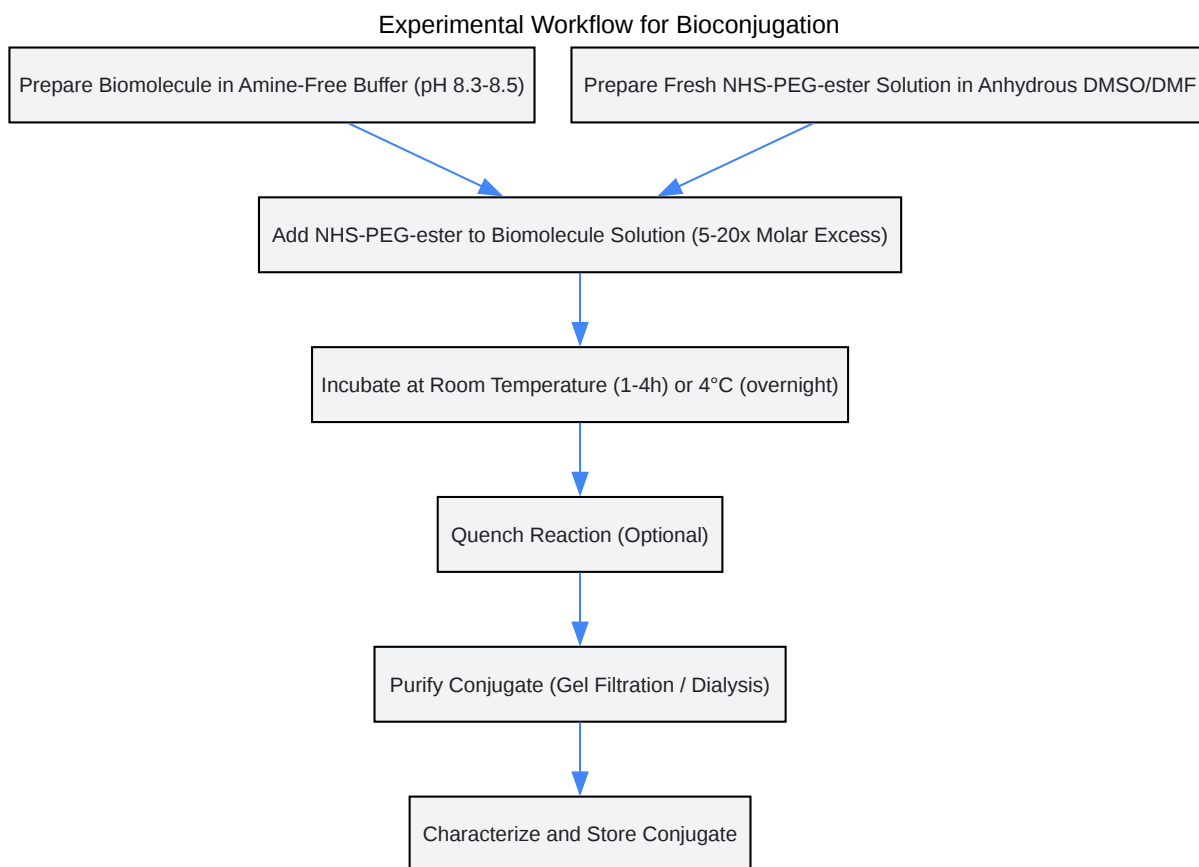 Experimental Workflow for Bioconjugation
Prepare Biomolecule in Amine-Free Buffer (pH 8.3-8.5)
Prepare Fresh NHS-PEG-ester Solution in Anhydrous DMSO/DMF
Add NHS-PEG-ester to Biomolecule Solution (5-20x Molar Excess)
Incubate at Room Temperature (1-4h) or 4°C (overnight)
Quench Reaction (Optional)
Purify Conjugate (Gel Filtration / Dialysis)
Characterize and Store Conjugate